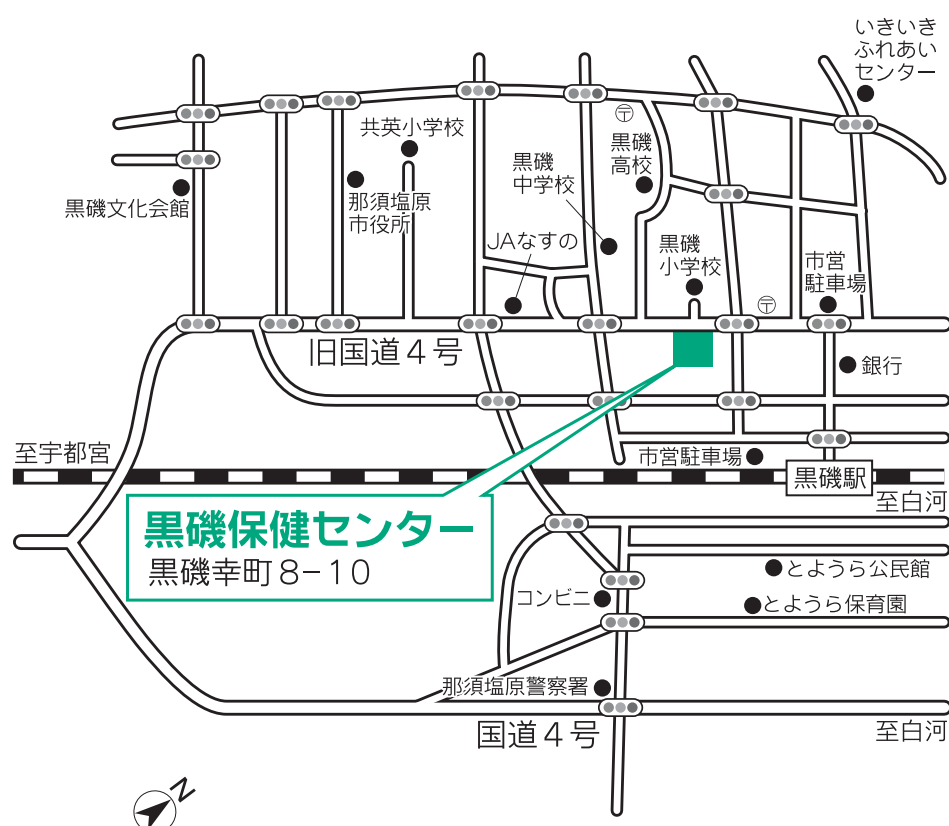 いきいき
ふれあい
センター
共英小学校
〒
黒磯
高校
黒磯
中学校
黒磯文化会館
那須塩原
市役所
JAなすの
黒磯
小学校
市営
駐車場
〒
旧国道4号
銀行
至宇都宮
市営駐車場
黒磯駅
至白河
黒磯保健センター
黒磯幸町8-10
とようら公民館
コンビニ
とようら保育園
那須塩原警察署
国道4号
至白河
N